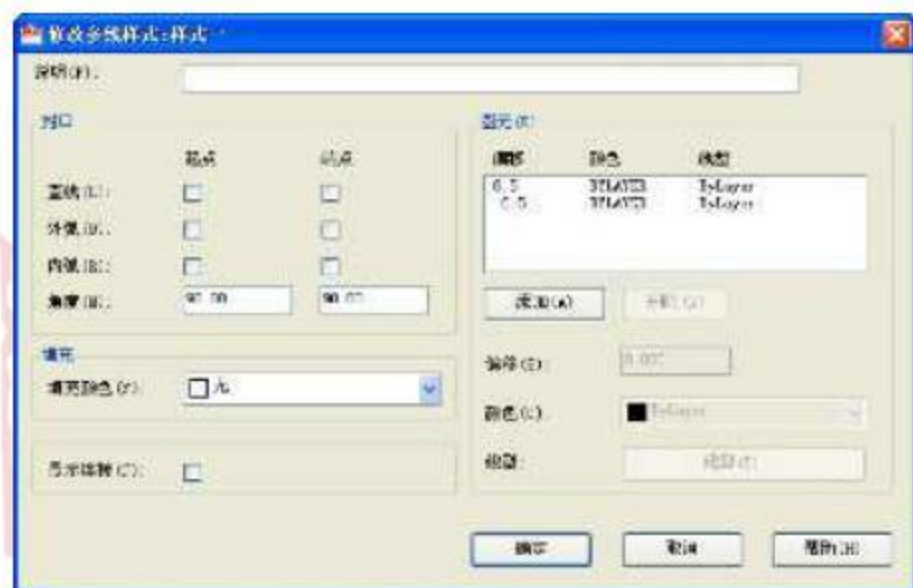 修改多线样式:样式一
说明(P):
封口
起点 端点
直线(L):
外弧(O):
内弧(R):
角度(N): 90.00 90.00
填充
填充颜色(F): 无
显示连接(J):
图元(E)
偏移 颜色 线型
0.5 BYLAYER ByLayer
-0.5 BYLAYER ByLayer
添加(A) 删除(D)
偏移(S): 0.000
颜色(C): ByLayer
线型: 线型(Y)
确定 取消 帮助(H)